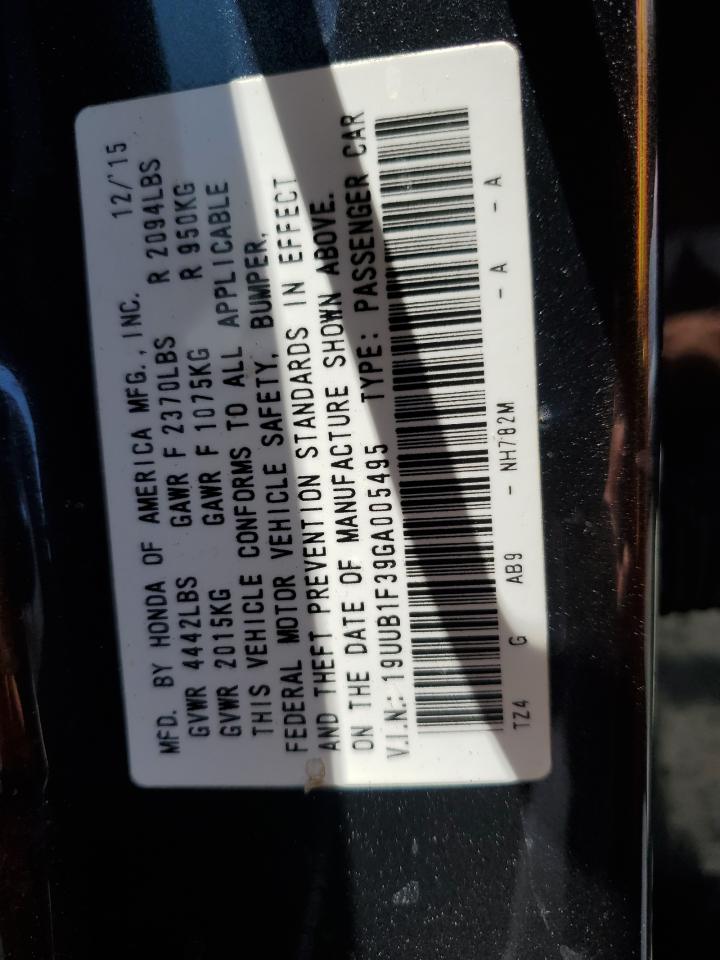 MFD. BY HONDA OF AMERICA MFG., INC. 12/'15
GVWR 4442LBS GAWR F 2370LBS R 2094LBS
GVWR 2015KG GAWR F 1075KG R 950KG
THIS VEHICLE CONFORMS TO ALL APPLICABLE
FEDERAL MOTOR VEHICLE SAFETY, BUMPER,
AND THEFT PREVENTION STANDARDS IN EFFECT
ON THE DATE OF MANUFACTURE SHOWN ABOVE.
V.I.N.: 19UUB1F39GA005495 TYPE: PASSENGER CAR
TZ4 G AB9 - NH782M - A - A